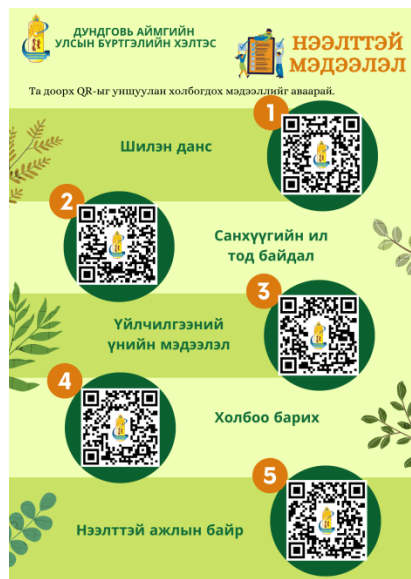 ДУНДГОВЬ АЙМГИЙН
УЛСЫН БҮРТГЭЛИЙН ХЭЛТЭС
НЭЭЛТТЭЙ
МЭДЭЭЛЭЛ
Та доорх QR-ыг уншуулан холбогдох мэдээллийг аваарай.
1
Шилэн данс
2
Санхүүгийн ил
тод байдал
3
Үйлчилгээний
үнийн мэдээлэл
4
Холбоо барих
5
Нээлттэй ажлын байр